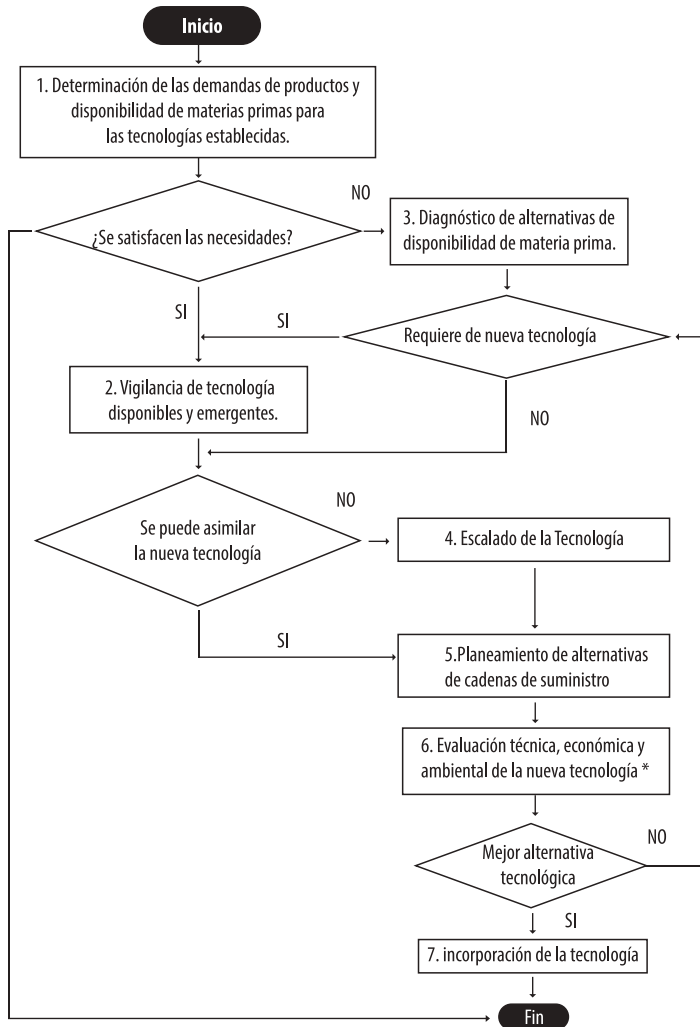 Inicio
1. Determinación de las demandas de productos y
disponibilidad de materias primas para
las tecnologías establecidas.
NO
¿Se satisfacen las necesidades?
3. Diagnóstico de alternativas de
disponibilidad de materia prima.
SI
SI
Requiere de nueva tecnología
2. Vigilancia de tecnología
disponibles y emergentes.
NO
NO
Se puede asimilar
la nueva tecnología
4. Escalado de la Tecnología
SI
5.Planeamiento de alternativas
de cadenas de suministro
6. Evaluación técnica, económica y
ambiental de la nueva tecnología *
Mejor alternativa
tecnológica
NO
SI
7. incorporación de la tecnología
Fin